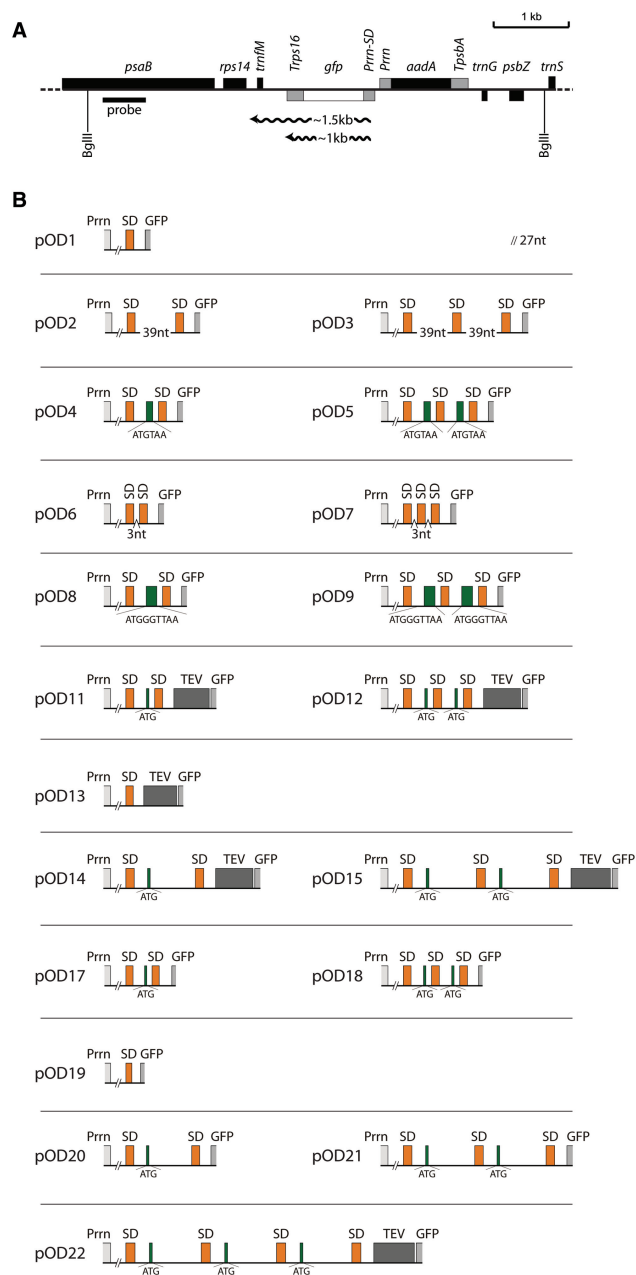 A
1 kb
psaB rps14 trnfM Trps16 gfp Prrn-SD Prrn aadA TpsbA trnG psbZ trnS
probe
BglII BglII
~1.5kb
~1kb
B
Prrn SD GFP
pOD1 // 27nt
Prrn SD SD GFP Prrn SD SD SD GFP
pOD2 39nt pOD3 39nt 39nt
Prrn SD SD GFP Prrn SD SD SD GFP
pOD4 pOD5
ATGTAA ATGTAA ATGTAA
Prrn SD SD GFP Prrn SD SD SD GFP
pOD6 pOD7
3nt 3nt
Prrn SD SD GFP Prrn SD SD SD GFP
pOD8 pOD9
ATGGGTTAA ATGGGTTAA ATGGGTTAA
Prrn SD SD TEV GFP Prrn SD SD SD TEV GFP
pOD11 pOD12
ATG ATG ATG
Prrn SD TEV GFP
pOD13
Prrn SD SD TEV GFP Prrn SD SD SD TEV GFP
pOD14 pOD15
ATG ATG ATG
Prrn SD SD GFP Prrn SD SD SD GFP
pOD17 pOD18
ATG ATG ATG
Prrn SD GFP
pOD19
Prrn SD SD GFP Prrn SD SD SD GFP
pOD20 pOD21
ATG ATG ATG
Prrn SD SD SD SD TEV GFP
pOD22
ATG ATG ATG